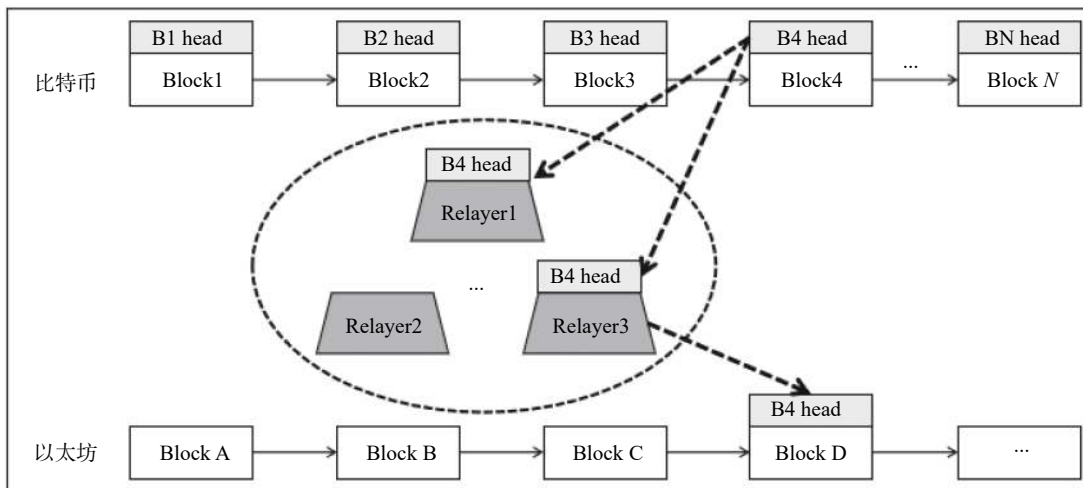 B1 head B2 head B3 head B4 head BN head
比特币 Block1 Block2 Block3 Block4 ... Block N
B4 head
Relayer1
B4 head
...
Relayer2 Relayer3
B4 head
以太坊 Block A Block B Block C Block D ...